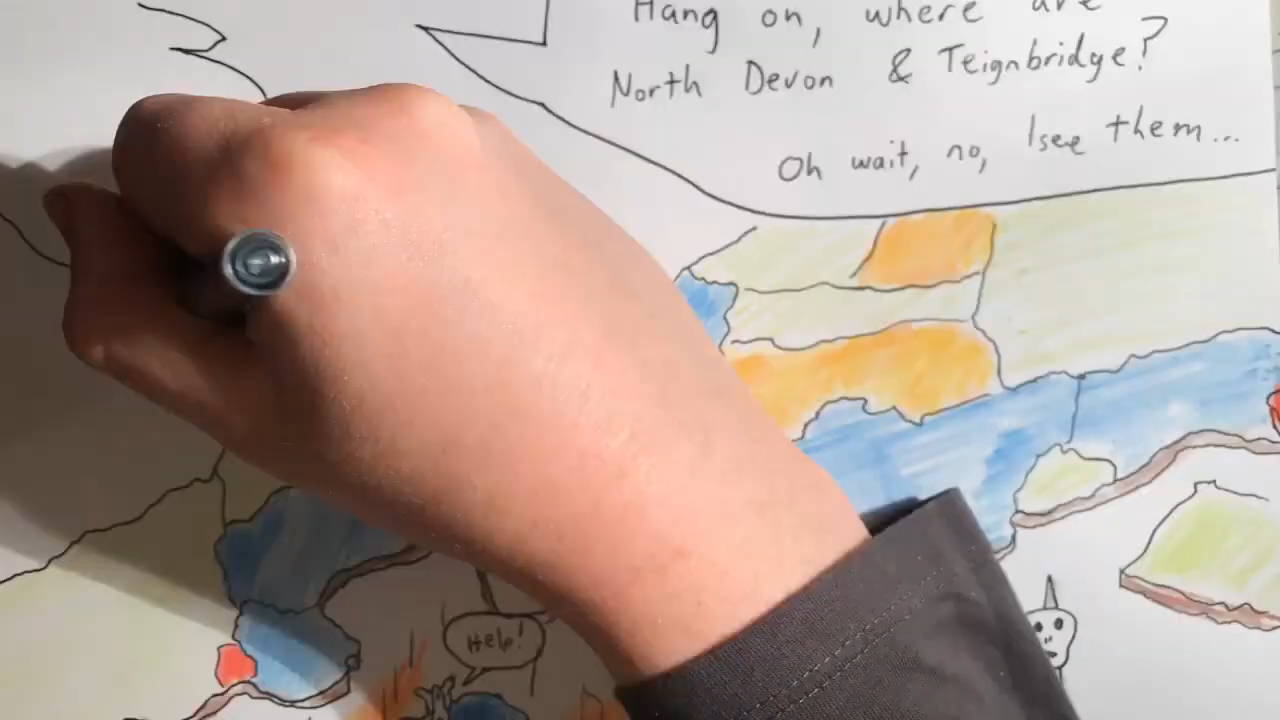 Hang on, where are
North Devon & Teignbridge?
Oh wait, no, I see them...
Help!